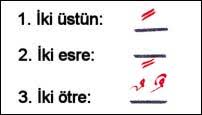 1. İki üstün: ً
2. İki esre: ٍ
3. İki ötre: ٌ